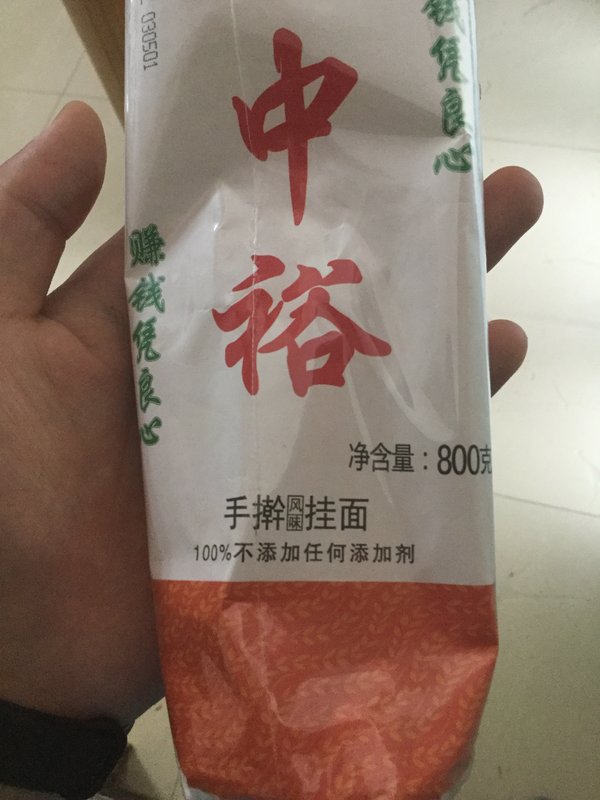 030501
钱凭良心
中裕
赚钱凭良心
净含量：800克
手擀风味挂面
100%不添加任何添加剂